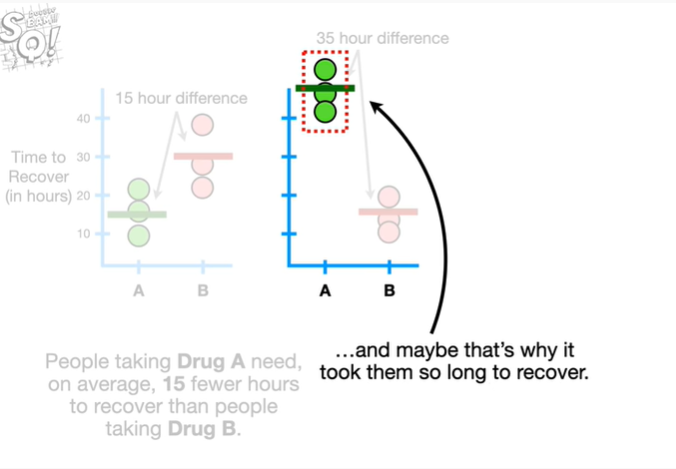 StatQuest
BAM!!!
SQ!
35 hour difference
15 hour difference
40
Time to
30
Recover
(in hours)
20
10
A
B
A
B
…and maybe that's why it
took them so long to recover.
People taking Drug A need,
on average, 15 fewer hours
to recover than people
taking Drug B.